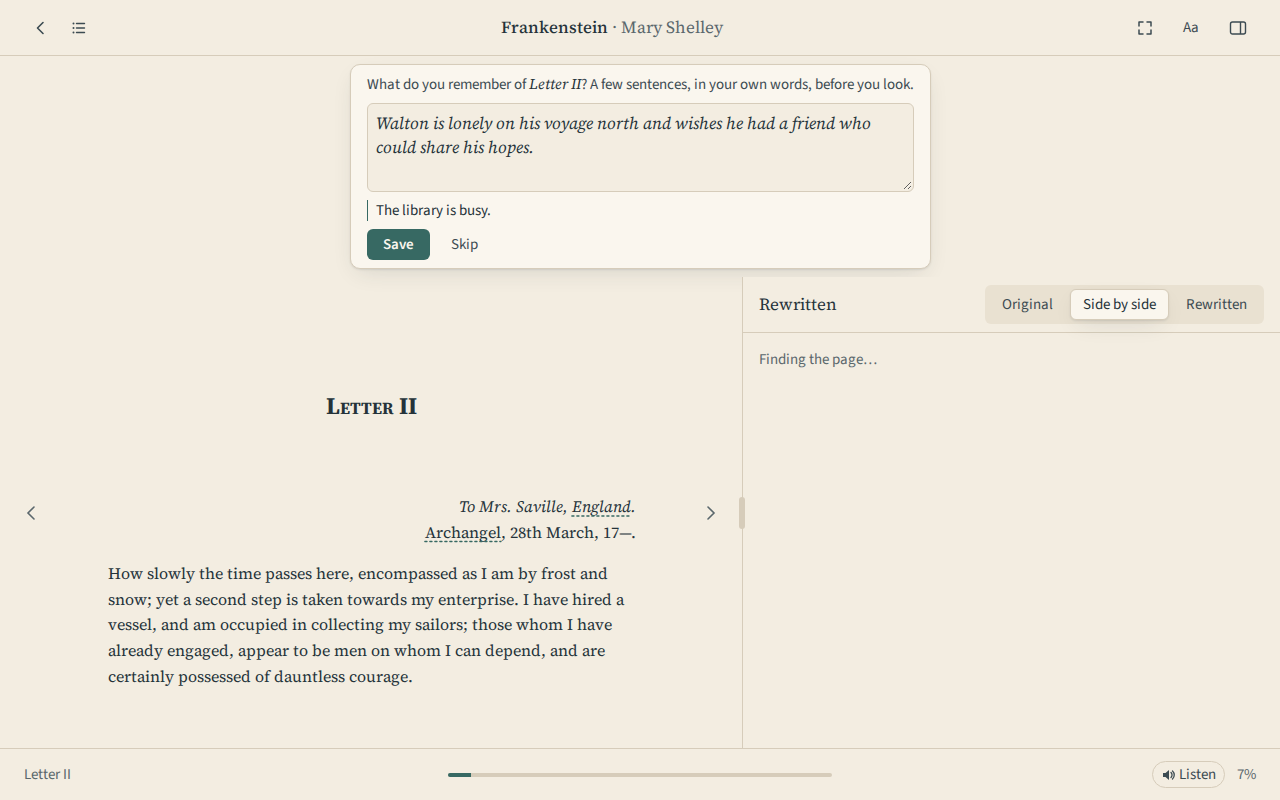 Frankenstein · Mary Shelley
Aa
What do you remember of Letter II? A few sentences, in your own words, before you look.
Walton is lonely on his voyage north and wishes he had a friend who
could share his hopes.
The library is busy.
Save
Skip
Rewritten
Original
Side by side
Rewritten
Finding the page…
Letter II
To Mrs. Saville, England.
Archangel, 28th March, 17—.
How slowly the time passes here, encompassed as I am by frost and
snow; yet a second step is taken towards my enterprise. I have hired a
vessel, and am occupied in collecting my sailors; those whom I have
already engaged, appear to be men on whom I can depend, and are
certainly possessed of dauntless courage.
Letter II
Listen
7%